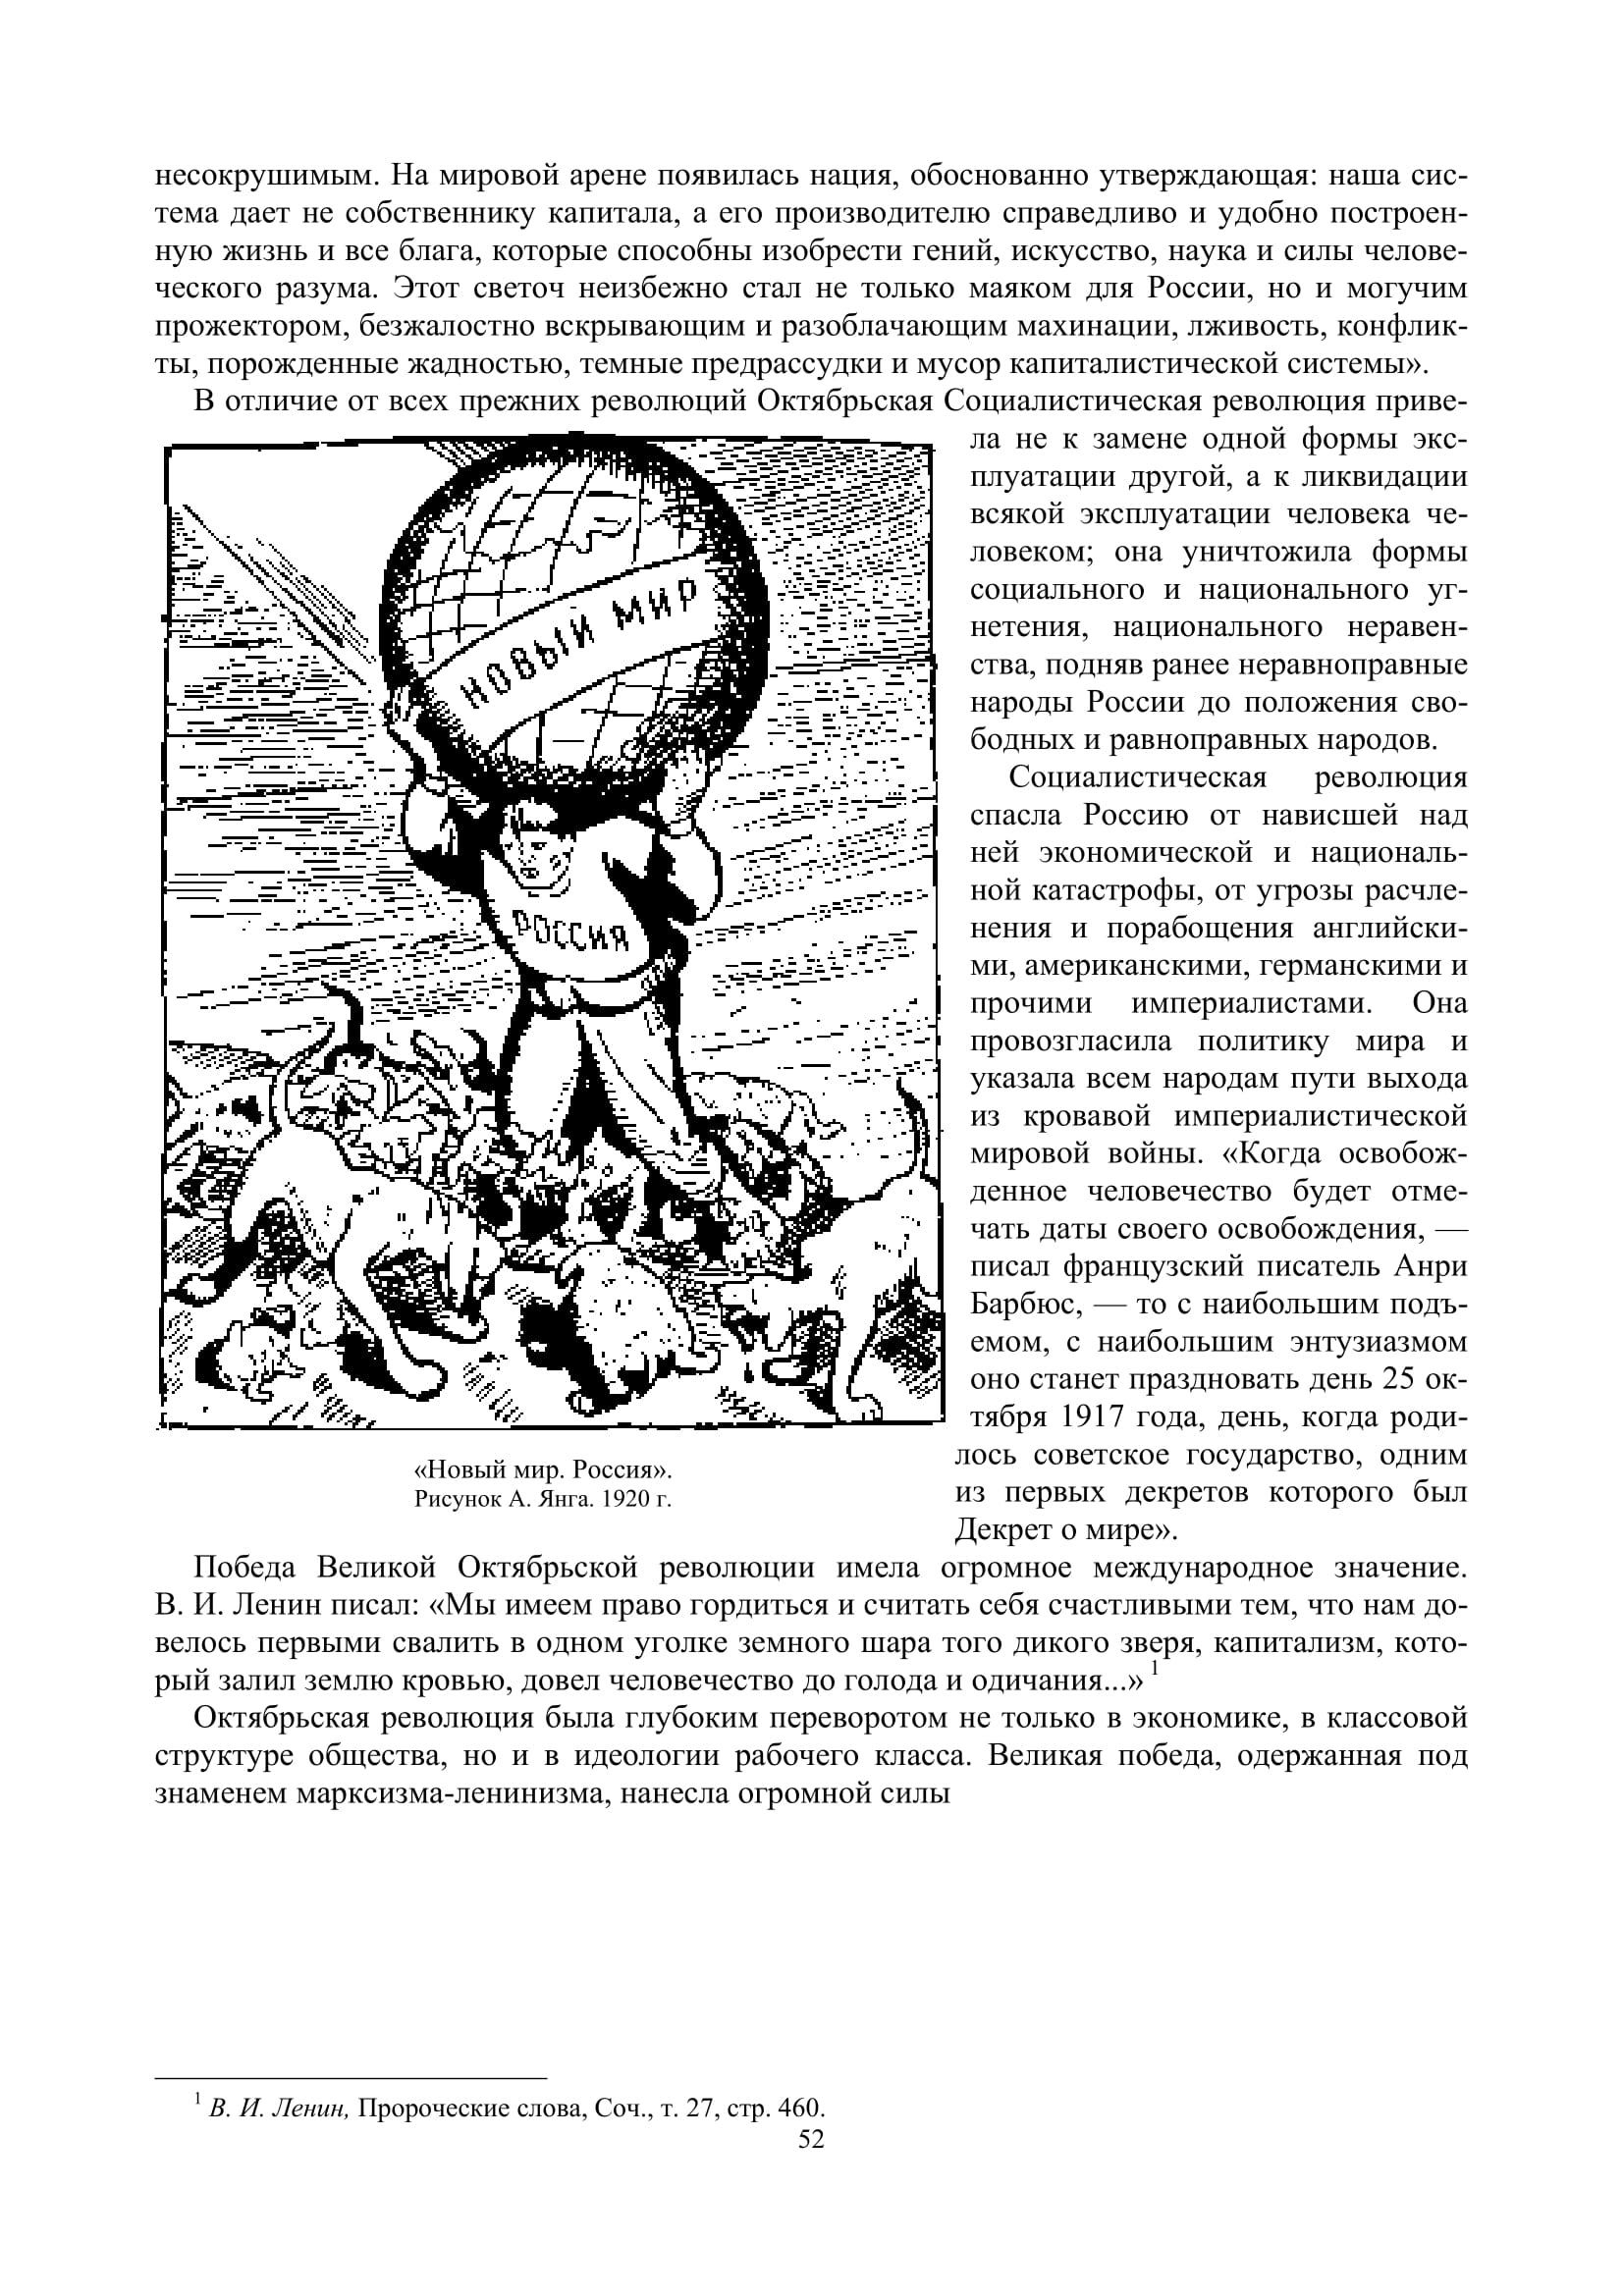 несокрушимым. На мировой арене появилась нация, обоснованно утверждающая: наша сис-
тема дает не собственнику капитала, а его производителю справедливо и удобно построен-
ную жизнь и все блага, которые способны изобрести гений, искусство, наука и силы челове-
ческого разума. Этот светоч неизбежно стал не только маяком для России, но и могучим
прожектором, безжалостно вскрывающим и разоблачающим махинации, лживость, конфлик-
ты, порожденные жадностью, темные предрассудки и мусор капиталистической системы».
В отличие от всех прежних революций Октябрьская Социалистическая революция приве-
ла не к замене одной формы экс-
плуатации другой, а к ликвидации
всякой эксплуатации человека че-
ловеком; она уничтожила формы
социального и национального уг-
нетения, национального неравен-
ства, подняв ранее неравноправные
народы России до положения сво-
бодных и равноправных народов.
Социалистическая революция
спасла Россию от нависшей над
ней экономической и националь-
ной катастрофы, от угрозы расчле-
нения и порабощения английски-
ми, американскими, германскими и
прочими империалистами. Она
провозгласила политику мира и
указала всем народам пути выхода
из кровавой империалистической
мировой войны. «Когда освобож-
денное человечество будет отме-
чать даты своего освобождения, —
писал французский писатель Анри
Барбюс, — то с наибольшим подъ-
емом, с наибольшим энтузиазмом
оно станет праздновать день 25 ок-
тября 1917 года, день, когда роди-
лось советское государство, одним
из первых декретов которого был
Декрет о мире».
НОВЫЙ МИР
РОССИЯ
«Новый мир. Россия».
Рисунок А. Янга. 1920 г.
Победа Великой Октябрьской революции имела огромное международное значение.
В. И. Ленин писал: «Мы имеем право гордиться и считать себя счастливыми тем, что нам до-
велось первыми свалить в одном уголке земного шара того дикого зверя, капитализм, кото-
рый залил землю кровью, довел человечество до голода и одичания...» 1
Октябрьская революция была глубоким переворотом не только в экономике, в классовой
структуре общества, но и в идеологии рабочего класса. Великая победа, одержанная под
знаменем марксизма-ленинизма, нанесла огромной силы
1 В. И. Ленин, Пророческие слова, Соч., т. 27, стр. 460.
52